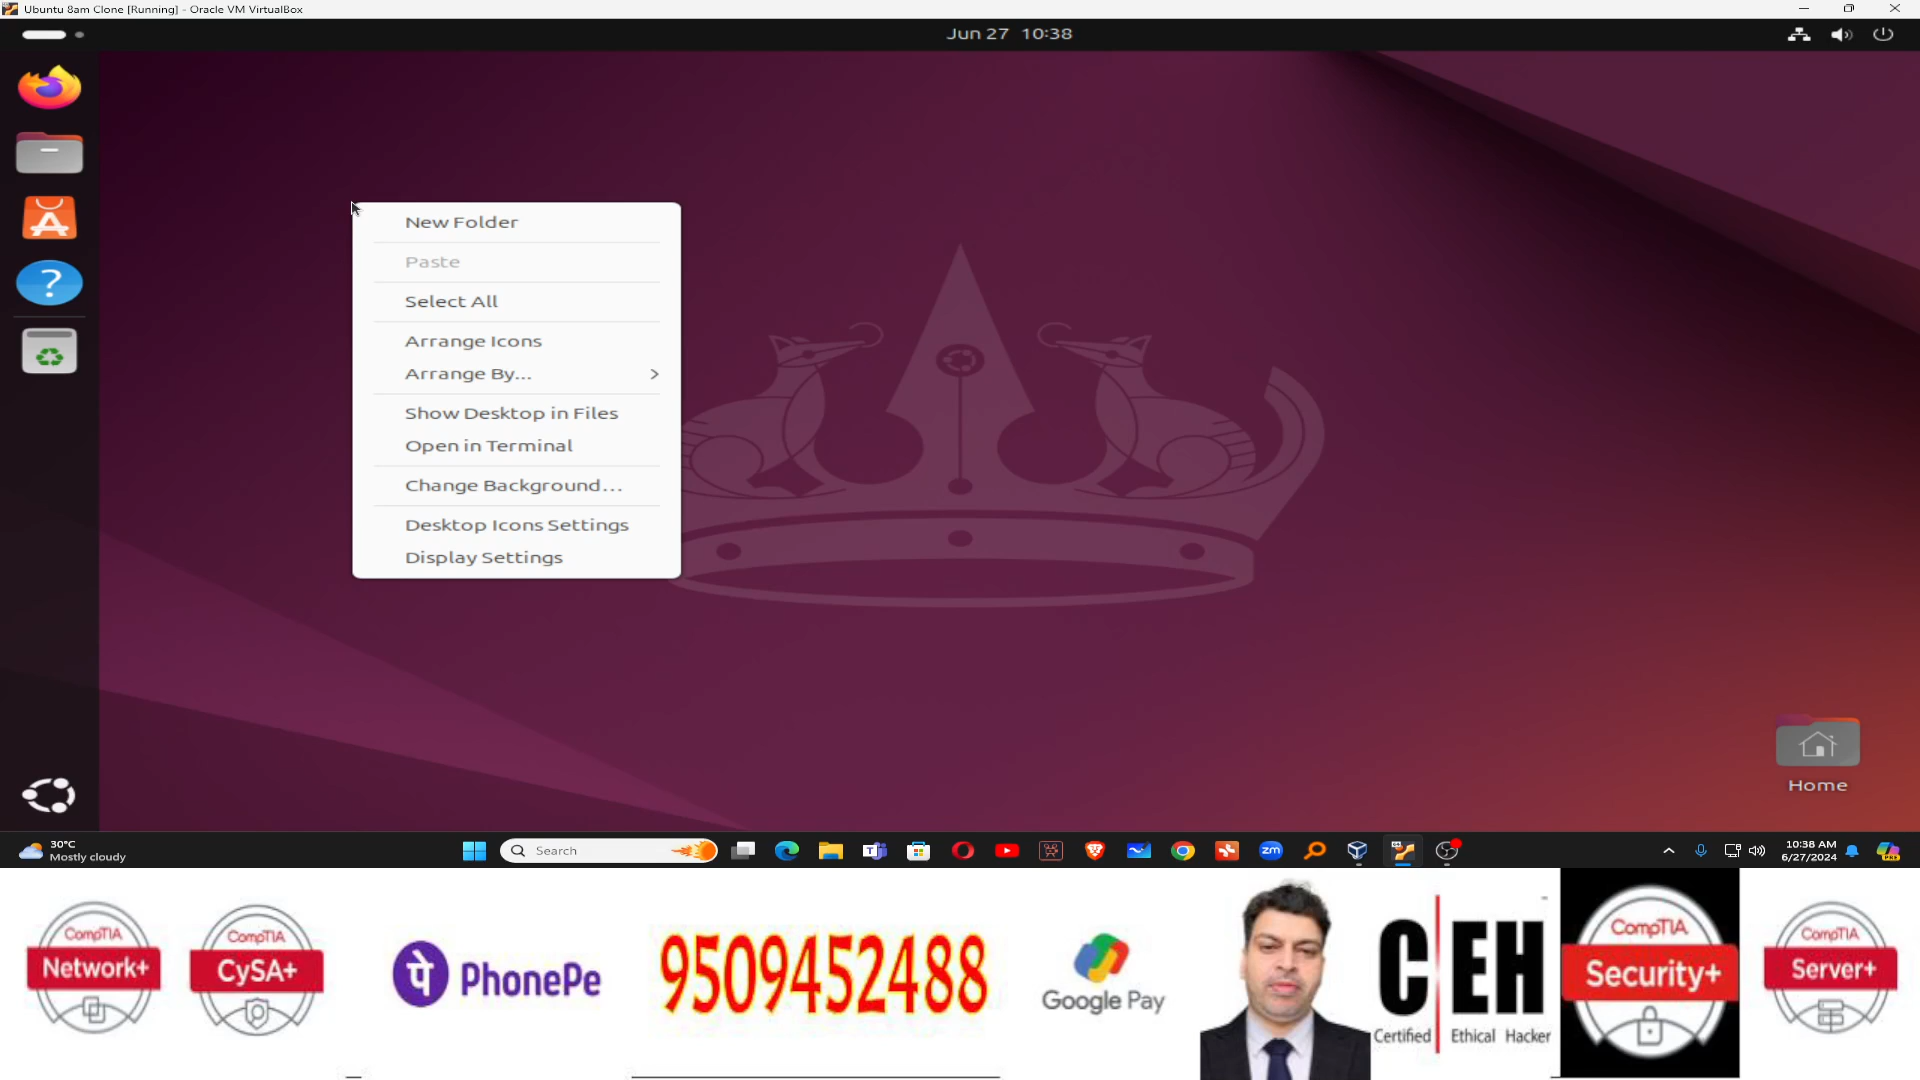 Ubuntu 8am Clone [Running] - Oracle VM VirtualBox
Jun 27 10:38
New Folder
Paste
Select All
Arrange Icons
Arrange By...
Show Desktop in Files
Open in Terminal
Change Background...
Desktop Icons Settings
Display Settings
Home
30°C
Mostly cloudy
Search
zm
10:38 AM
6/27/2024
CompTIA
Network+
CompTIA
CySA+
पे PhonePe
9509452488
Google Pay
CEH
Certified Ethical Hacker
CompTIA
Security+
CompTIA
Server+